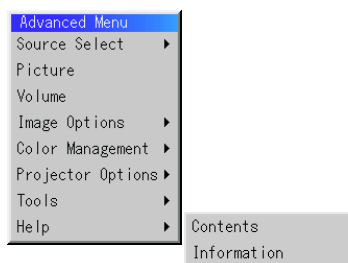 Advanced Menu
Source Select
Picture
Volume
Image Options
Color Management
Projector Options
Tools
Help
Contents
Information